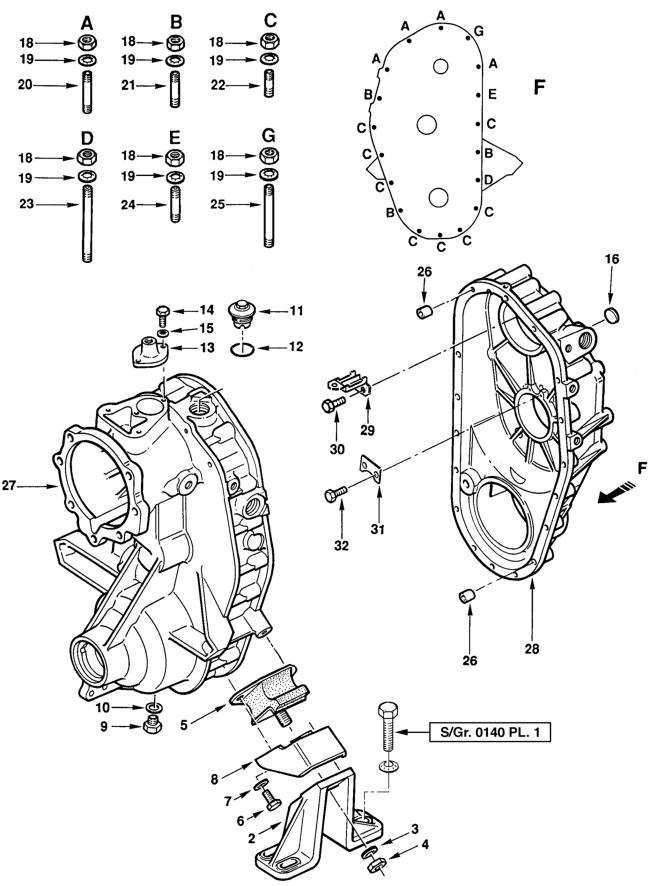 A B C
18 18 18
19 19 19
20 21 22
D E G
18 18 18
19 19 19
23 24 25
A
A G
A A
B E
C C
C B
C D
B C
C C C
F
26 16
14 11
15
13 12
30 29
27
31
32
F
26 28
10
9 5
S/Gr. 0140 PL. 1
8
7
6
2 3
4